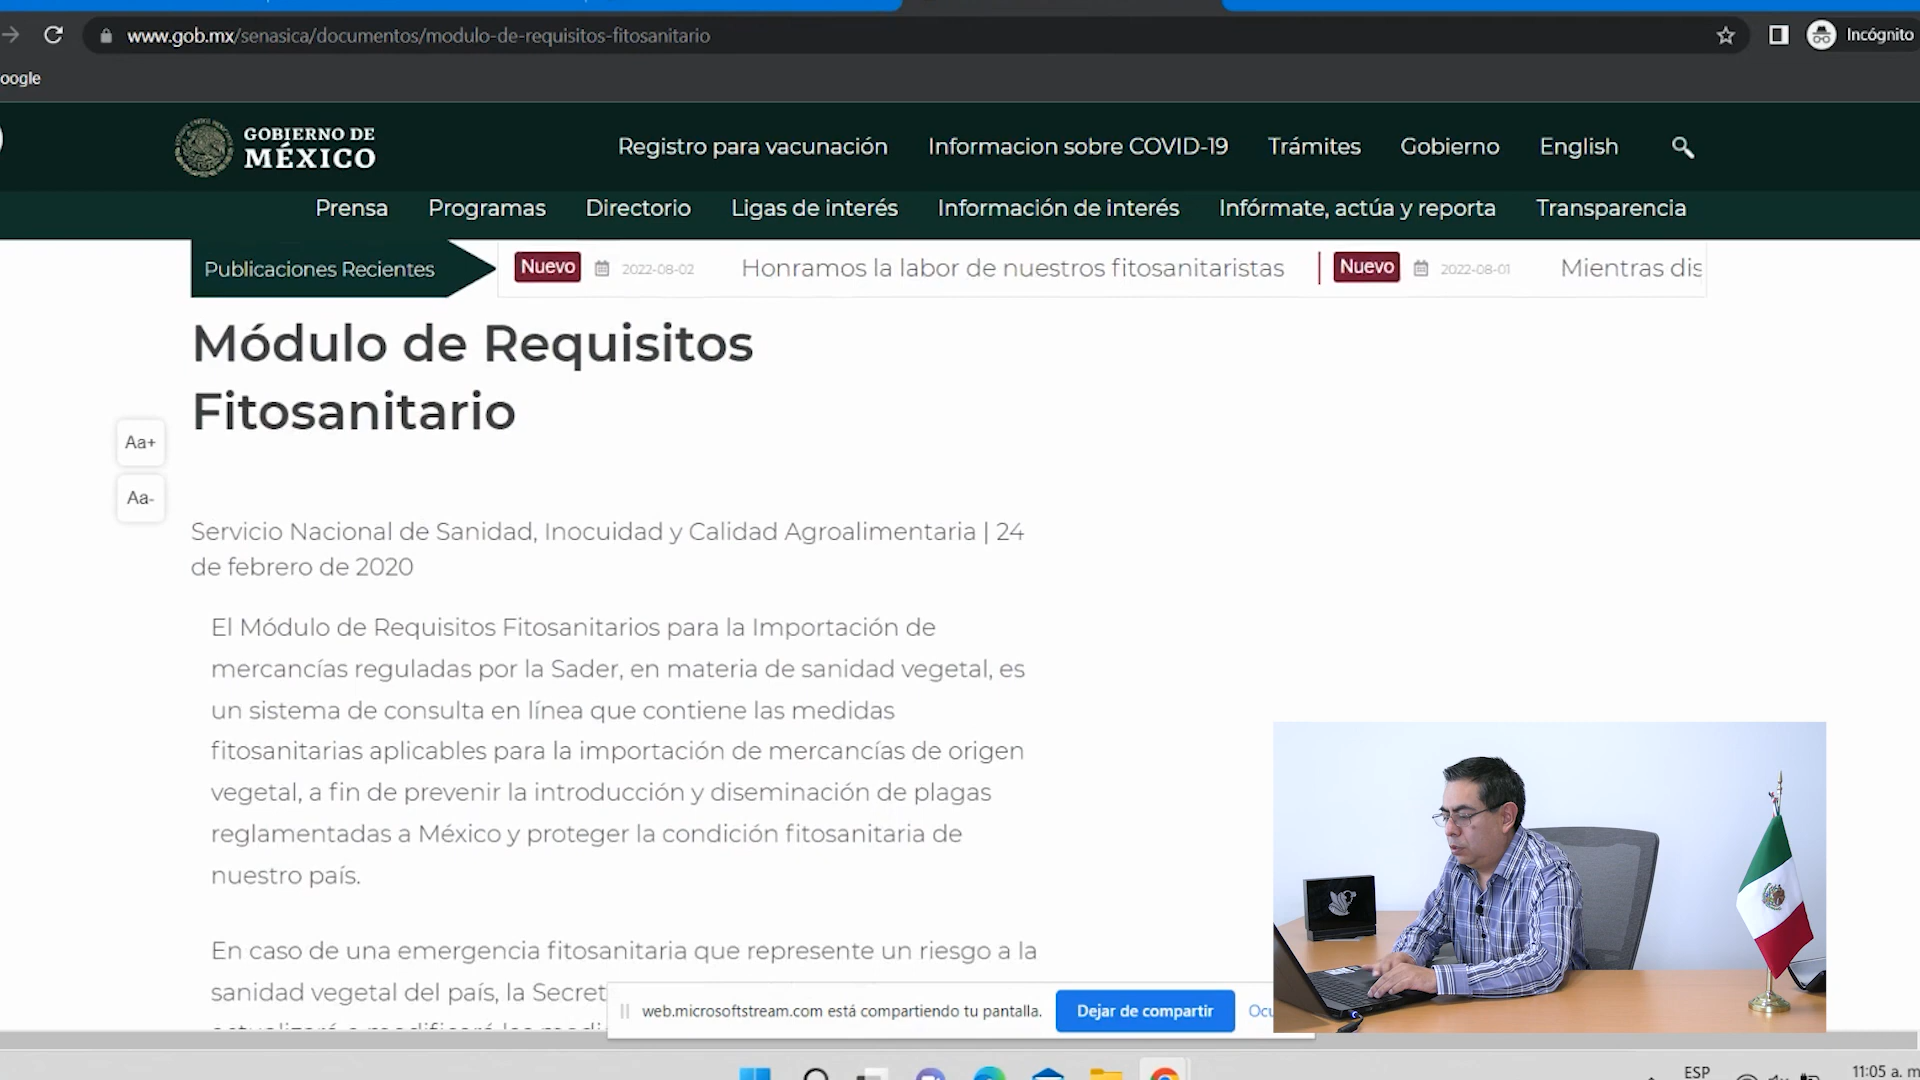 www.gob.mx/senasica/documentos/modulo-de-requisitos-fitosanitario
Incógnito
oogle
GOBIERNO DE
MÉXICO
Registro para vacunación
Informacion sobre COVID-19
Trámites
Gobierno
English
Prensa
Programas
Directorio
Ligas de interés
Información de interés
Infórmate, actúa y reporta
Transparencia
Publicaciones Recientes
Nuevo
2022-08-02
Honramos la labor de nuestros fitosanitaristas
Nuevo
2022-08-01
Mientras dis
Módulo de Requisitos
Fitosanitario
Aa+
Aa-
Servicio Nacional de Sanidad, Inocuidad y Calidad Agroalimentaria | 24
de febrero de 2020
El Módulo de Requisitos Fitosanitarios para la Importación de
mercancías reguladas por la Sader, en materia de sanidad vegetal, es
un sistema de consulta en línea que contiene las medidas
fitosanitarias aplicables para la importación de mercancías de origen
vegetal, a fin de prevenir la introducción y diseminación de plagas
reglamentadas a México y proteger la condición fitosanitaria de
nuestro país.
En caso de una emergencia fitosanitaria que represente un riesgo a la
sanidad vegetal del país, la Secret
web.microsoftstream.com está compartiendo tu pantalla.
Dejar de compartir
Ocu
ESP
11:05 a. m